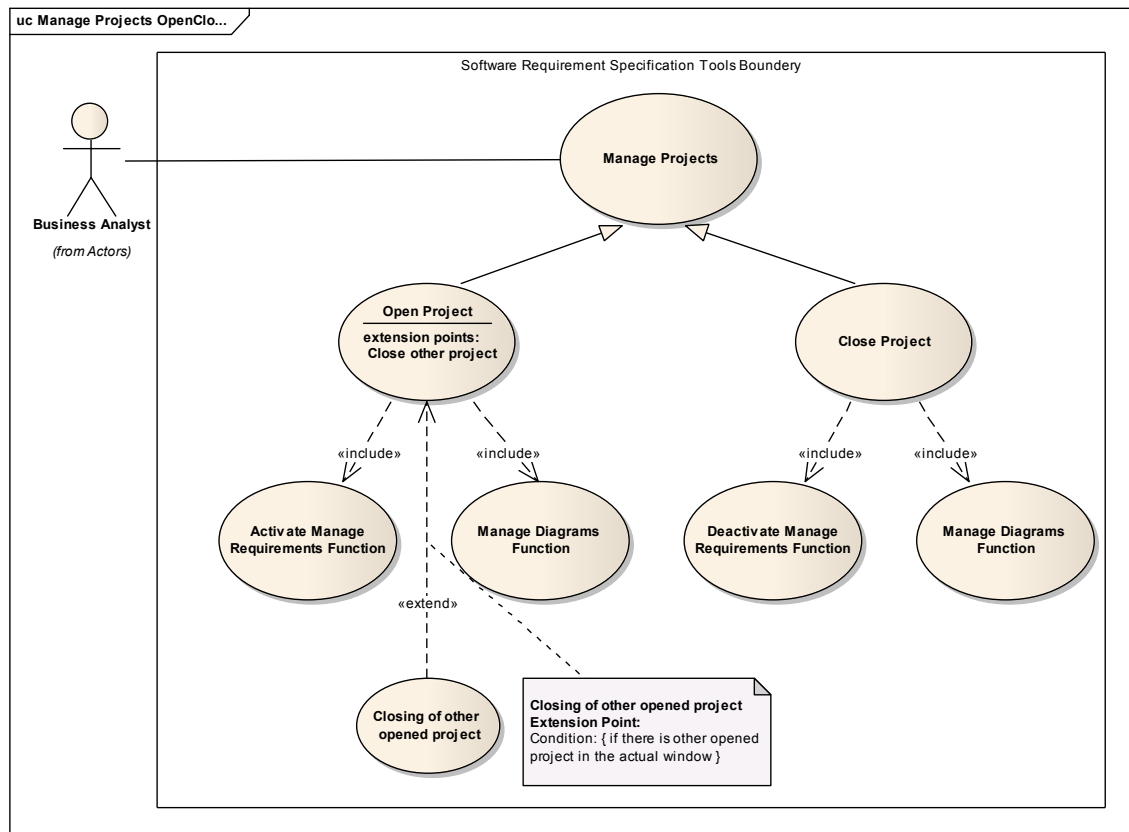 uc Manage Projects OpenClo...
Software Requirement Specification Tools Boundery
Manage Projects
Business Analyst
(from Actors)
Open Project
extension points:
Close other project
Close Project
«include»
«include»
«include»
«include»
Activate Manage
Requirements Function
Manage Diagrams
Function
Deactivate Manage
Requirements Function
Manage Diagrams
Function
«extend»
Closing of other
opened project
Closing of other opened project
Extension Point:
Condition: { if there is other opened
project in the actual window }